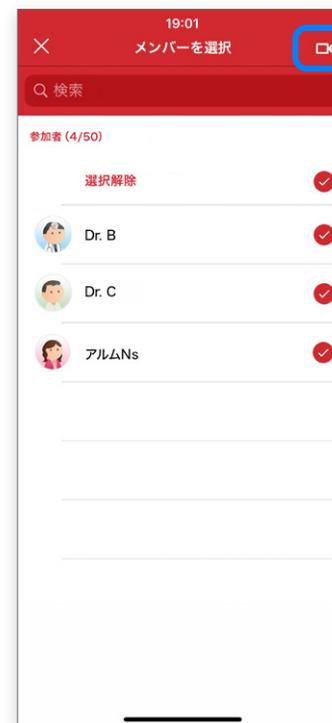 19:01
メンバーを選択
検索
参加者 (4/50)
選択解除
Dr. B
Dr. C
アルムNs